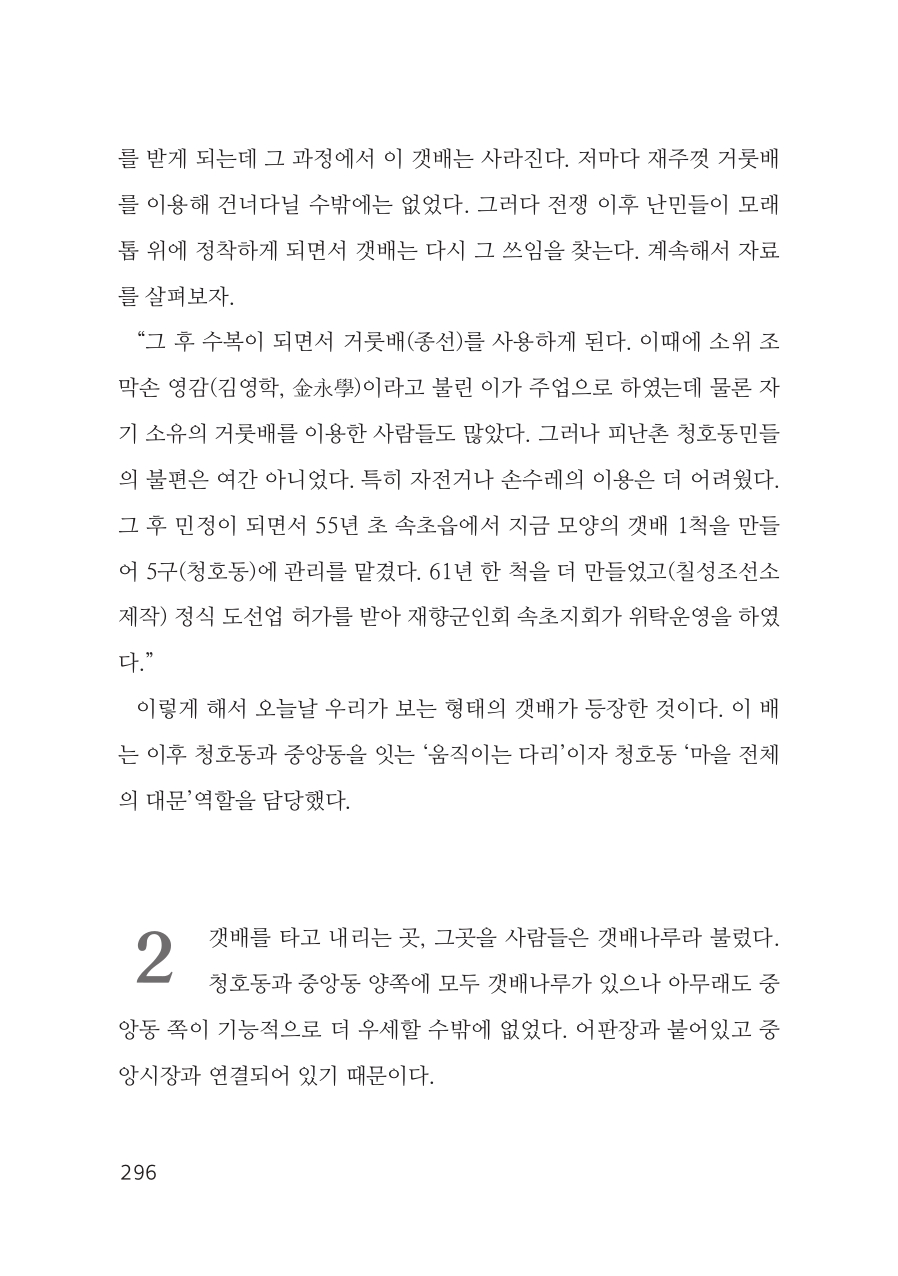 를 받게 되는데 그 과정에서 이 갯배는 사라진다. 저마다 재주껏 거룻배
를 이용해 건너다닐 수밖에는 없었다. 그러다 전쟁 이후 난민들이 모래
톱 위에 정착하게 되면서 갯배는 다시 그 쓰임을 찾는다. 계속해서 자료
를 살펴보자.
“그 후 수복이 되면서 거룻배(종선)를 사용하게 된다. 이때에 소위 조
막손 영감(김영학, 金永學)이라고 불린 이가 주업으로 하였는데 물론 자
기 소유의 거룻배를 이용한 사람들도 많았다. 그러나 피난촌 청호동민들
의 불편은 여간 아니었다. 특히 자전거나 손수레의 이용은 더 어려웠다.
그 후 민정이 되면서 55년 초 속초읍에서 지금 모양의 갯배 1척을 만들
어 5구(청호동)에 관리를 맡겼다. 61년 한 척을 더 만들었고(칠성조선소
제작) 정식 도선업 허가를 받아 재향군인회 속초지회가 위탁운영을 하였
다.”
이렇게 해서 오늘날 우리가 보는 형태의 갯배가 등장한 것이다. 이 배
는 이후 청호동과 중앙동을 잇는 ‘움직이는 다리’이자 청호동 ‘마을 전체
의 대문’역할을 담당했다.
2
갯배를 타고 내리는 곳, 그곳을 사람들은 갯배나루라 불렀다.
청호동과 중앙동 양쪽에 모두 갯배나루가 있으나 아무래도 중
앙동 쪽이 기능적으로 더 우세할 수밖에 없었다. 어판장과 붙어있고 중
앙시장과 연결되어 있기 때문이다.
296